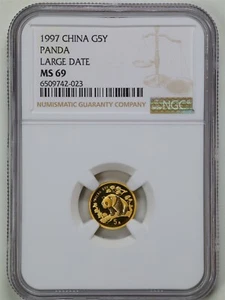 1997 CHINA G5Y
PANDA
LARGE DATE
MS 69
6509742-023
NUMISMATIC GUARANTY COMPANY
NGC